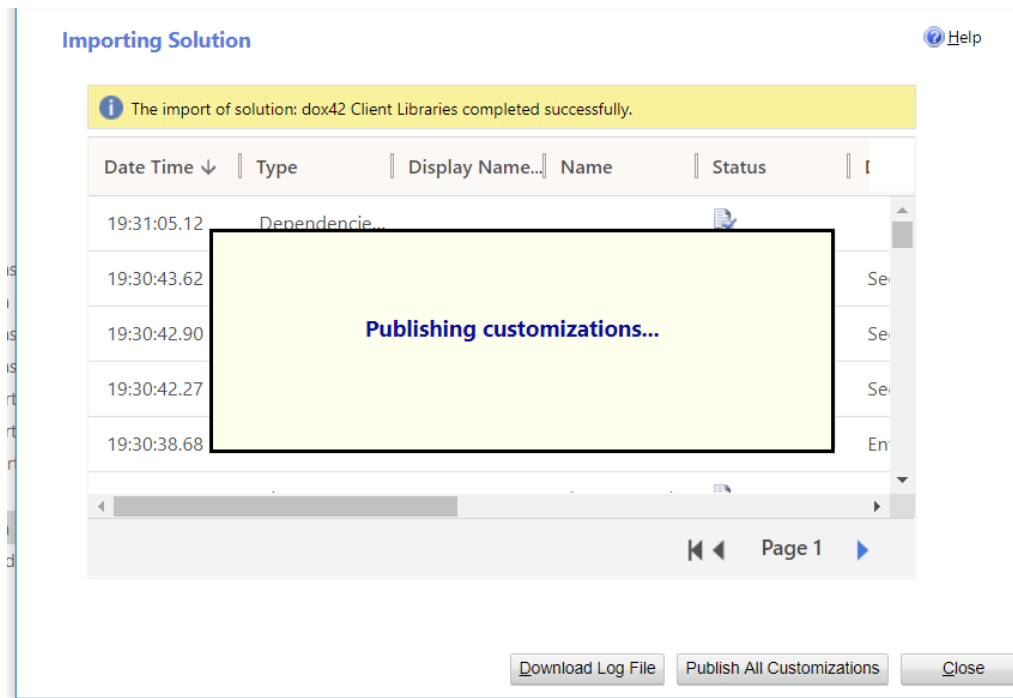 Importing Solution
Help
The import of solution: dox42 Client Libraries completed successfully.
Date Time Type Display Name... Name Status
19:31:05.12 Dependencie...
19:30:43.62
Publishing customizations...
19:30:42.90
19:30:42.27
19:30:38.68
Page 1
Download Log File Publish All Customizations Close